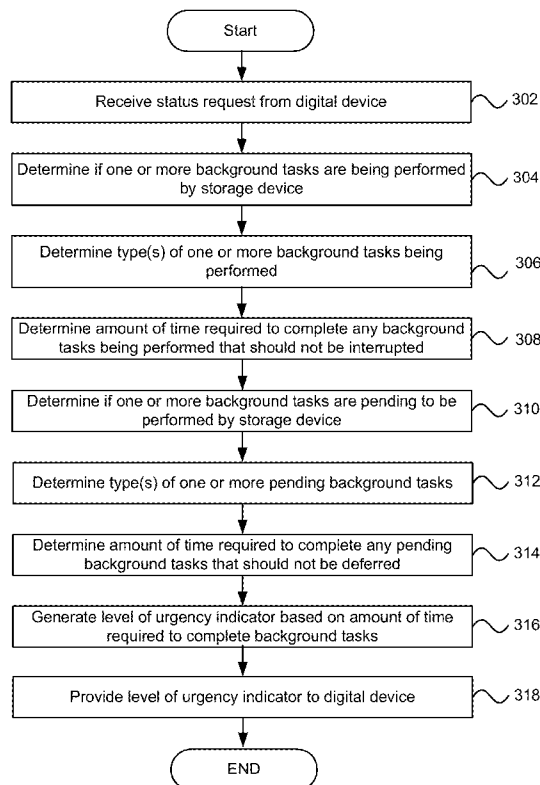 Start
Receive status request from digital device
302
Determine if one or more background tasks are being performed
by storage device
304
Determine type(s) of one or more background tasks being
performed
306
Determine amount of time required to complete any background
tasks being performed that should not be interrupted
308
Determine if one or more background tasks are pending to be
performed by storage device
310
Determine type(s) of one or more pending background tasks
312
Determine amount of time required to complete any pending
background tasks that should not be deferred
314
Generate level of urgency indicator based on amount of time
required to complete background tasks
316
Provide level of urgency indicator to digital device
318
END